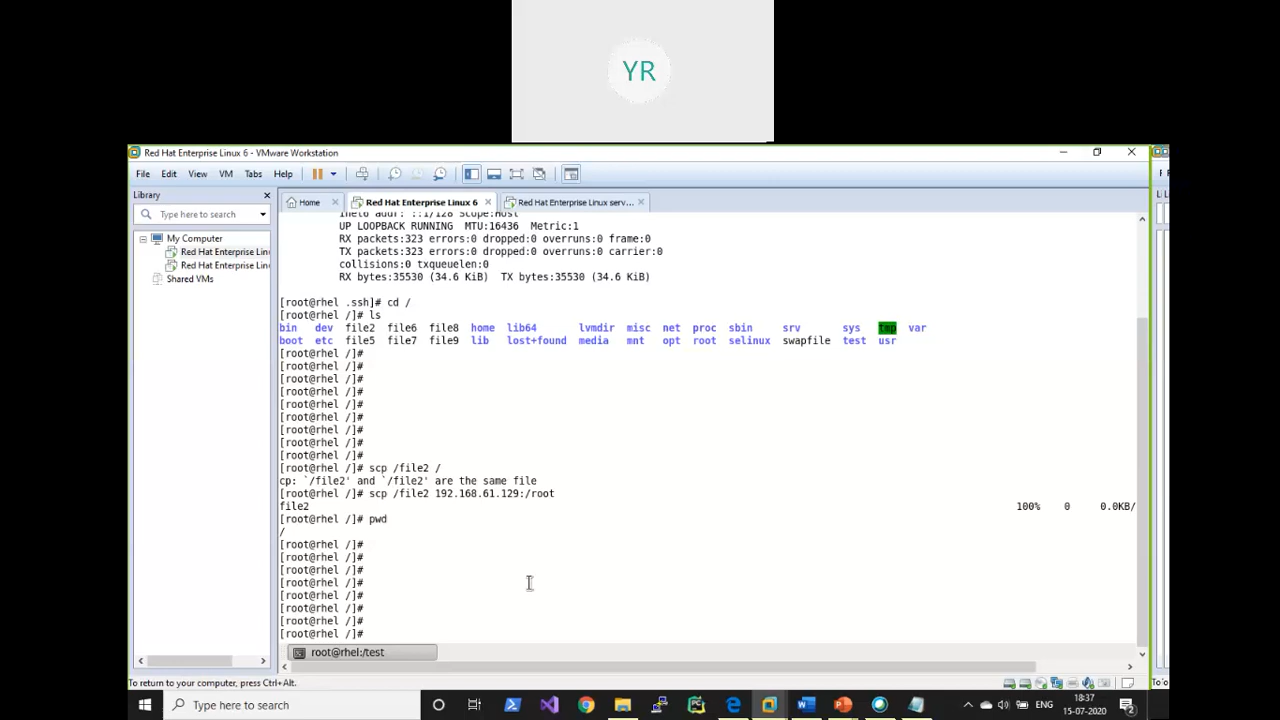 YR
Red Hat Enterprise Linux 6 - VMware Workstation
File Edit View VM Tabs Help
Library
Type here to search
My Computer
Red Hat Enterprise Lin
Red Hat Enterprise Lin
Shared VMs
Home
Red Hat Enterprise Linux 6
Red Hat Enterprise Linux serv...
inet6 addr: ::1/128 Scope:Host
UP LOOPBACK RUNNING MTU:16436 Metric:1
RX packets:323 errors:0 dropped:0 overruns:0 frame:0
TX packets:323 errors:0 dropped:0 overruns:0 carrier:0
collisions:0 txqueuelen:0
RX bytes:35530 (34.6 KiB) TX bytes:35530 (34.6 KiB)
[root@rhel .ssh]# cd /
[root@rhel /]# ls
bin dev file2 file6 file8 home lib64 lvmdir misc net proc sbin srv sys tmp var
boot etc file5 file7 file9 lib lost+found media mnt opt root selinux swapfile test usr
[root@rhel /]#
[root@rhel /]#
[root@rhel /]#
[root@rhel /]#
[root@rhel /]#
[root@rhel /]#
[root@rhel /]#
[root@rhel /]#
[root@rhel /]#
[root@rhel /]# scp /file2 /
cp: `/file2' and `/file2' are the same file
[root@rhel /]# scp /file2 192.168.61.129:/root
file2 100% 0 0.0KB/
[root@rhel /]# pwd
/
[root@rhel /]#
[root@rhel /]#
[root@rhel /]#
[root@rhel /]#
[root@rhel /]#
[root@rhel /]#
[root@rhel /]#
[root@rhel /]#
root@rhel:/test
To return to your computer, press Ctrl+Alt.
Type here to search
ENG
18:37
15-07-2020
2